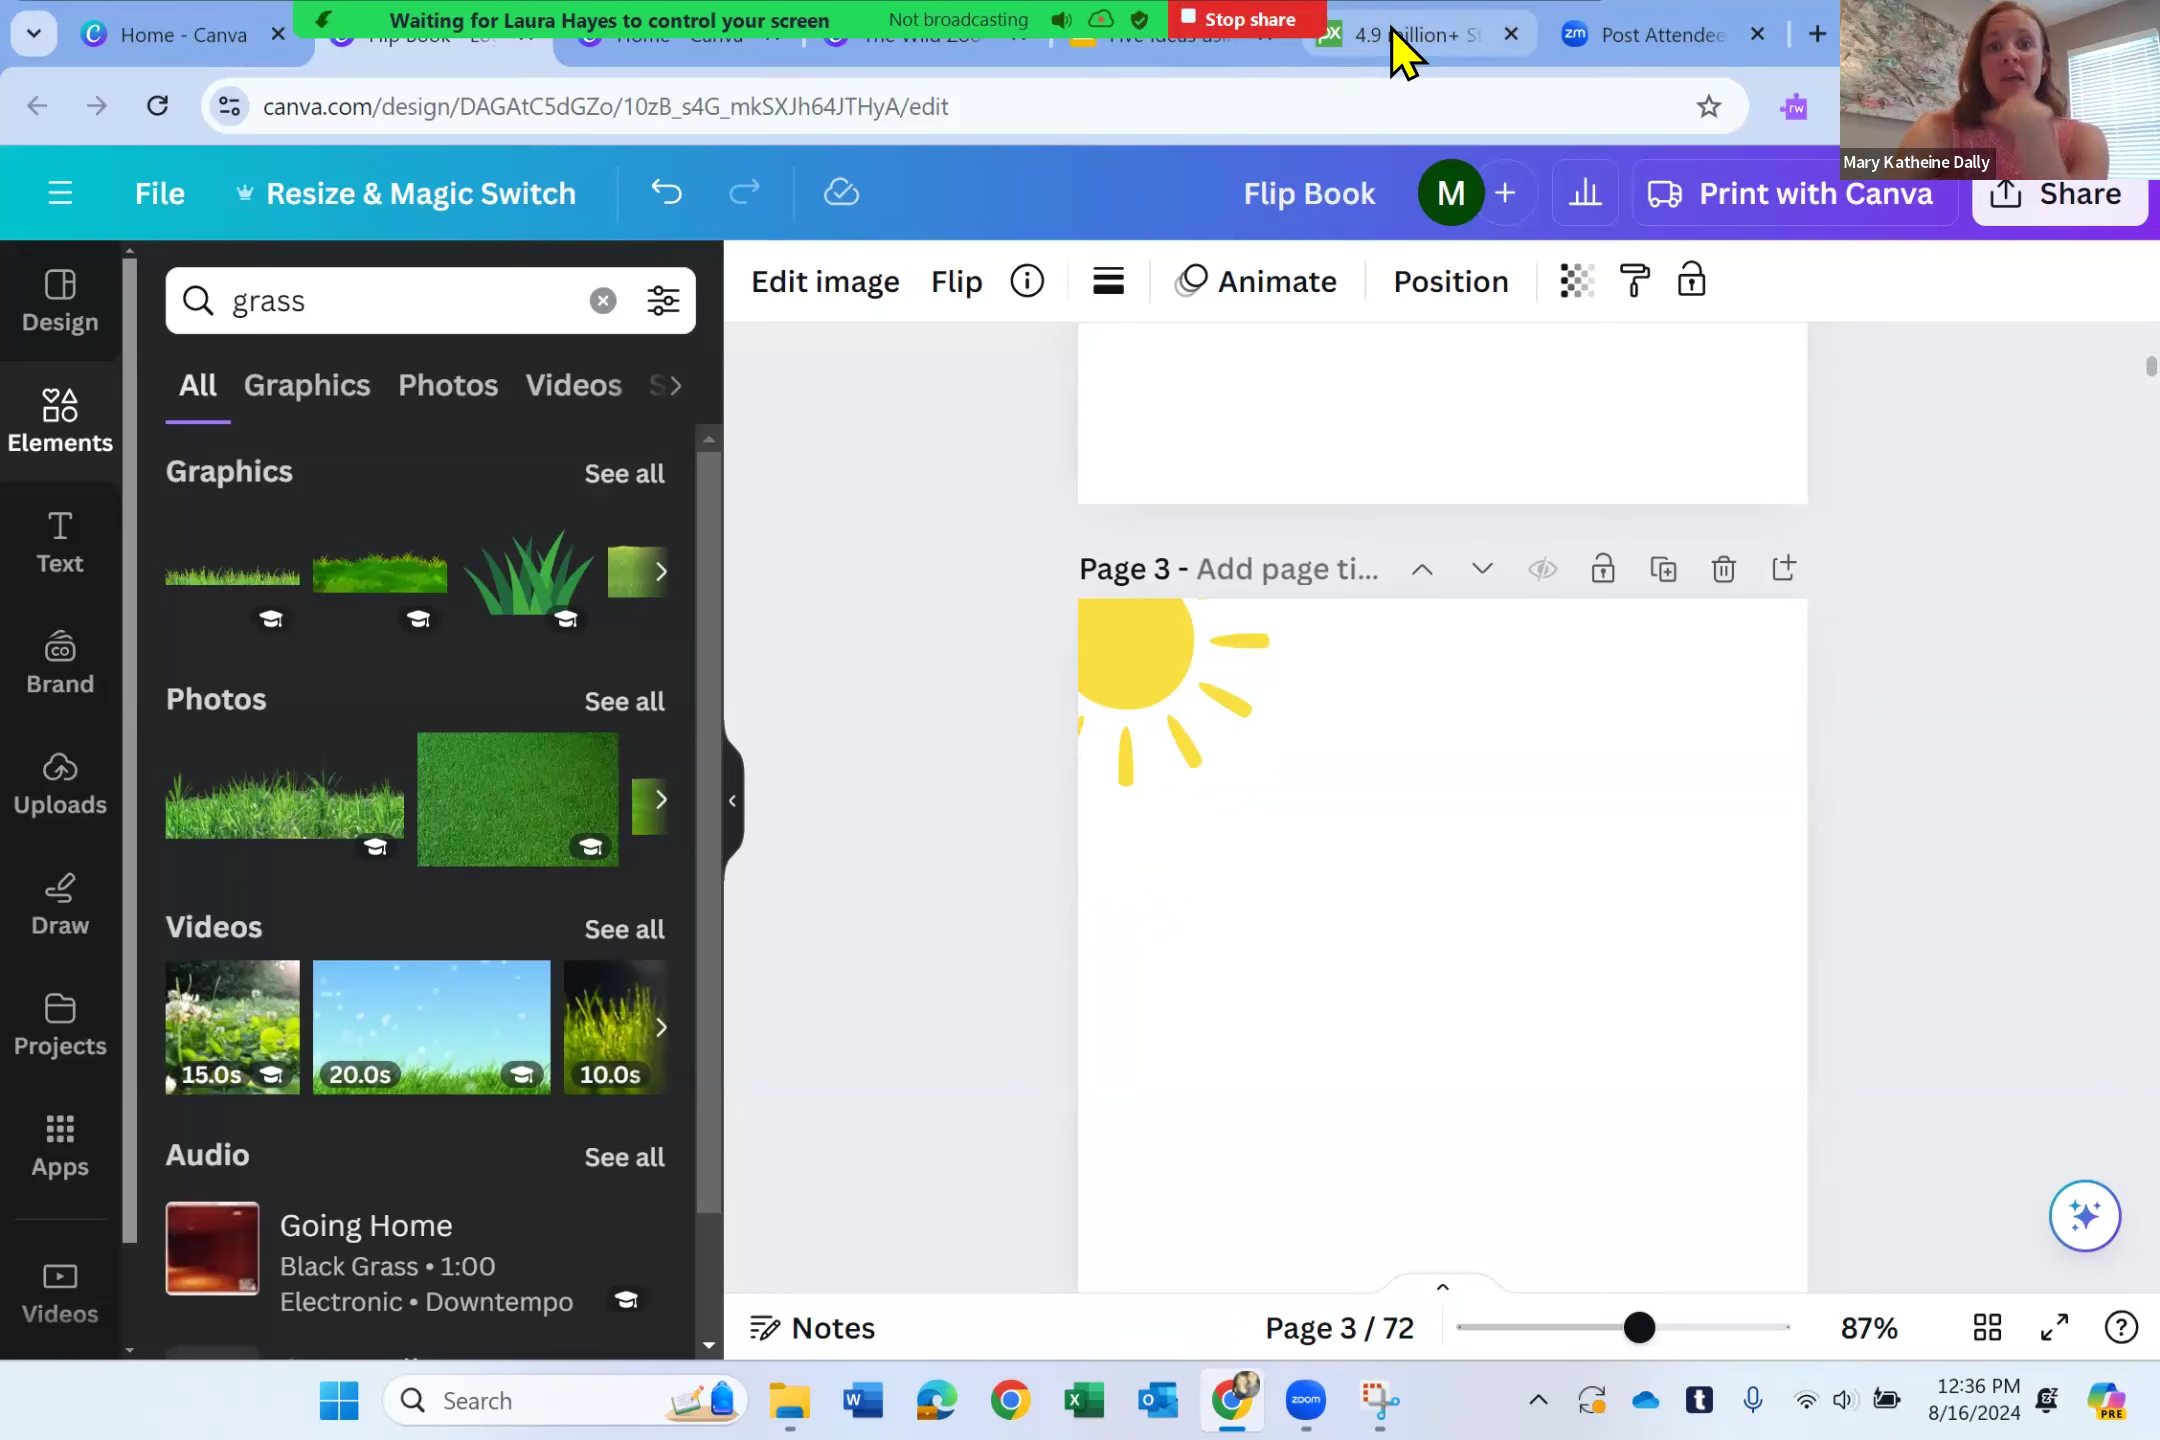 Home - Canva
Waiting for Laura Hayes to control your screen
Not broadcasting
Stop share
4.9 million+ St
Post Attendee
canva.com/design/DAGAtC5dGZo/10zB_s4G_mkSXJh64JTHyA/edit
rw
Mary Katheine Dally
File
Resize & Magic Switch
Flip Book
M
Print with Canva
Share
Design
Elements
Text
Brand
Uploads
Draw
Projects
Apps
Videos
grass
All
Graphics
Photos
Videos
Graphics
See all
Photos
See all
Videos
See all
15.0s
20.0s
10.0s
Audio
See all
Going Home
Black Grass • 1:00
Electronic • Downtempo
Edit image
Flip
Animate
Position
Page 3 - Add page ti...
Notes
Page 3 / 72
87%
Search
zoom
12:36 PM
8/16/2024
PRE